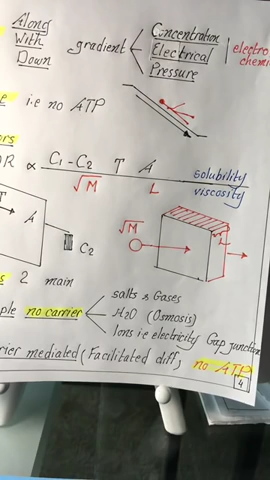 Along Concentration
With gradient Electrical electro
Down Pressure chemi
i.e no ATP
C₁-C₂ T A solubility
DR ∝
√M L viscosity
A C₂ √M L
2 main
salts & Gases
ple no carrier H₂O (Osmosis)
Ions i.e electricity Gap junction
rier mediated (Facilitated diff) no ATP
4